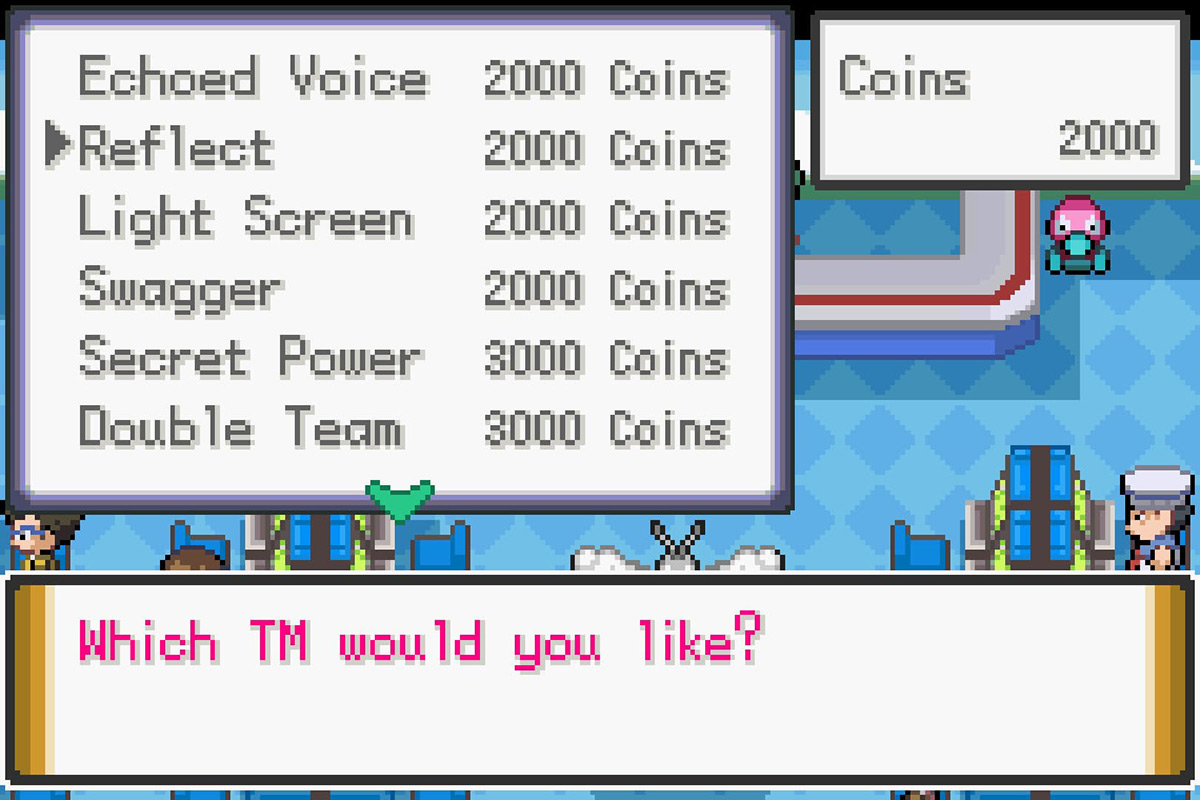 Echoed Voice 2000 Coins
Reflect 2000 Coins
Light Screen 2000 Coins
Swagger 2000 Coins
Secret Power 3000 Coins
Double Team 3000 Coins
Coins
2000
Which TM would you like?